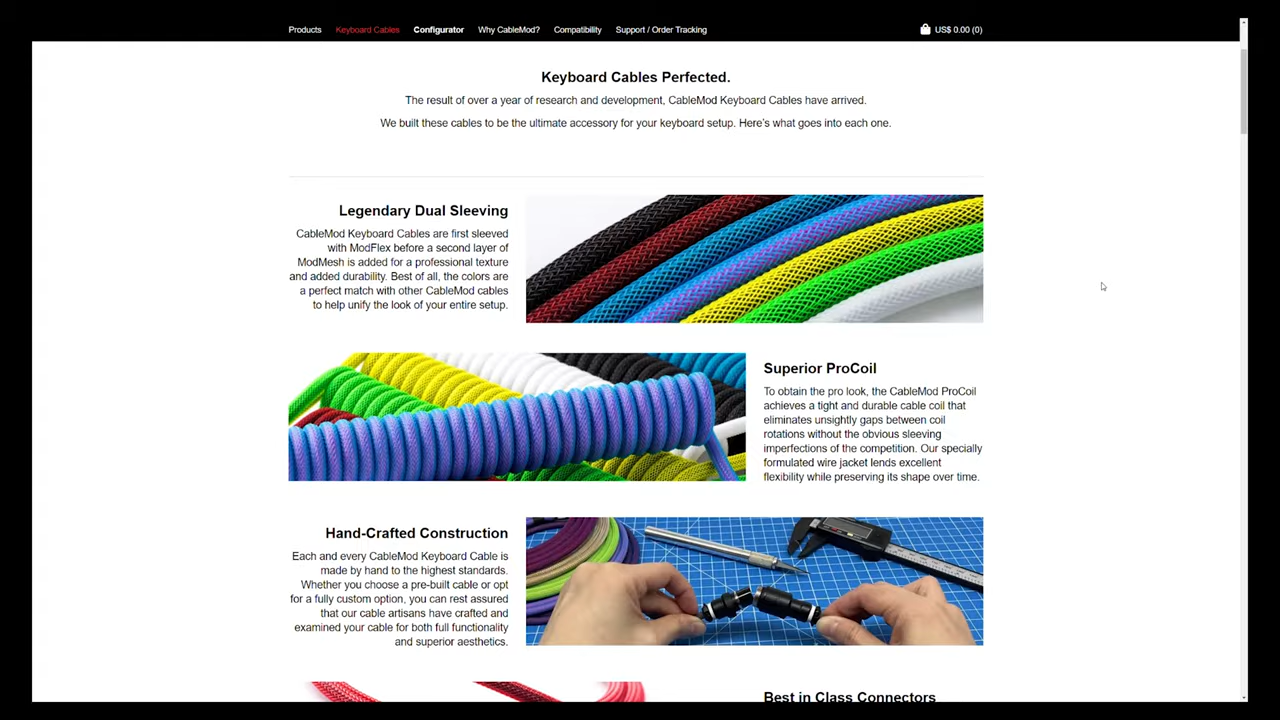 Products Keyboard Cables Configurator Why CableMod? Compatibility Support / Order Tracking US$ 0.00 (0)
Keyboard Cables Perfected.
The result of over a year of research and development, CableMod Keyboard Cables have arrived.
We built these cables to be the ultimate accessory for your keyboard setup. Here's what goes into each one.
Legendary Dual Sleeving
CableMod Keyboard Cables are first sleeved
with ModFlex before a second layer of
ModMesh is added for a professional texture
and added durability. Best of all, the colors are
a perfect match with other CableMod cables
to help unify the look of your entire setup.
Superior ProCoil
To obtain the pro look, the CableMod ProCoil
achieves a tight and durable cable coil that
eliminates unsightly gaps between coil
rotations without the obvious sleeving
imperfections of the competition. Our specially
formulated wire jacket lends excellent
flexibility while preserving its shape over time.
Hand-Crafted Construction
Each and every CableMod Keyboard Cable is
made by hand to the highest standards.
Whether you choose a pre-built cable or opt
for a fully custom option, you can rest assured
that our cable artisans have crafted and
examined your cable for both full functionality
and superior aesthetics.
Best in Class Connectors